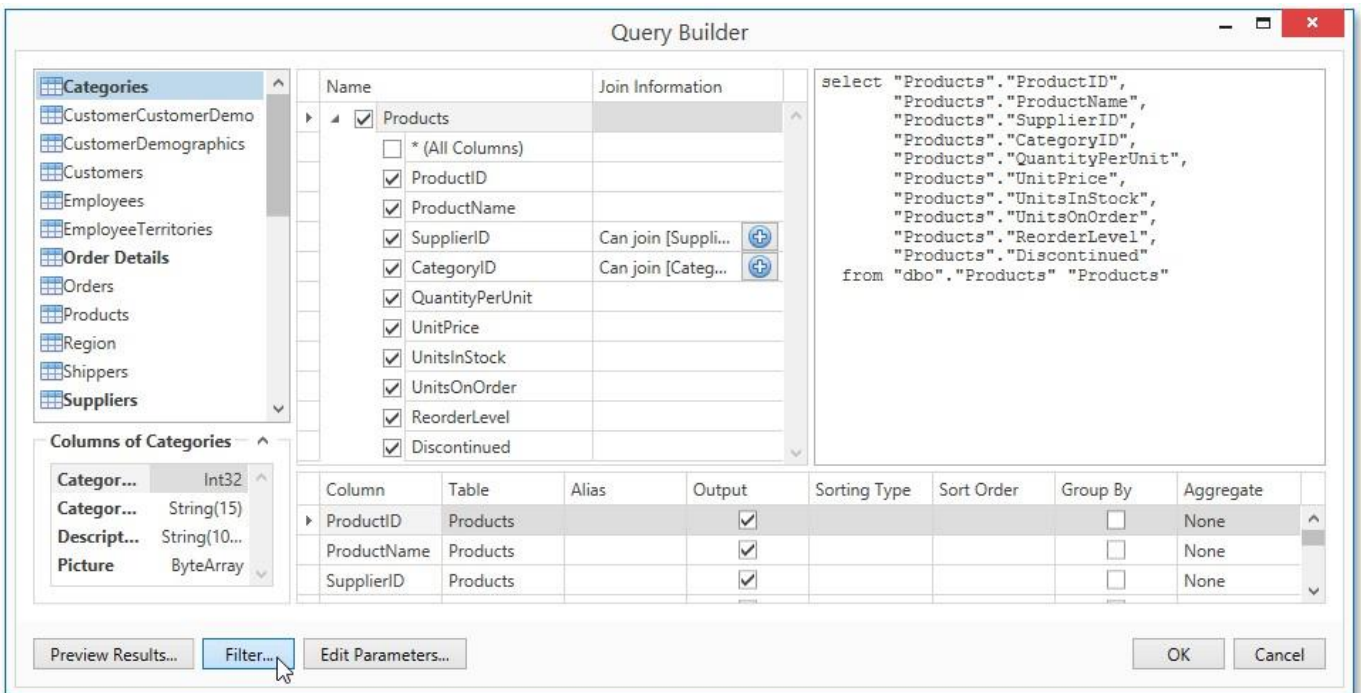 Query Builder
Categories
CustomerCustomerDemo
CustomerDemographics
Customers
Employees
EmployeeTerritories
Order Details
Orders
Products
Region
Shippers
Suppliers
Columns of Categories
Categor... Int32
Categor... String(15)
Descript... String(10...
Picture ByteArray
Name Join Information
Products
* (All Columns)
ProductID
ProductName
SupplierID Can join [Suppli...
CategoryID Can join [Categ...
QuantityPerUnit
UnitPrice
UnitsInStock
UnitsOnOrder
ReorderLevel
Discontinued
select "Products"."ProductID",
"Products"."ProductName",
"Products"."SupplierID",
"Products"."CategoryID",
"Products"."QuantityPerUnit",
"Products"."UnitPrice",
"Products"."UnitsInStock",
"Products"."UnitsOnOrder",
"Products"."ReorderLevel",
"Products"."Discontinued"
from "dbo"."Products" "Products"
Column Table Alias Output Sorting Type Sort Order Group By Aggregate
ProductID Products None
ProductName Products None
SupplierID Products None
Preview Results... Filter... Edit Parameters... OK Cancel